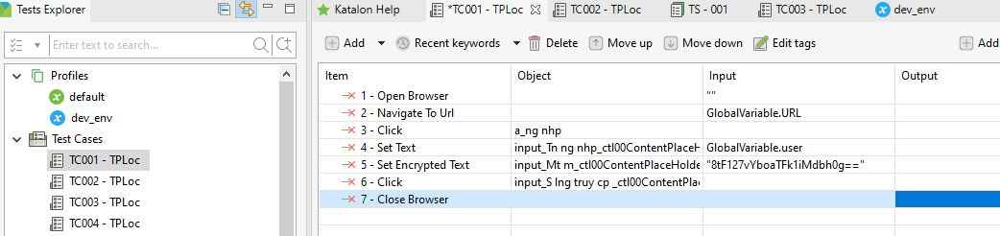 Tests Explorer
Katalon Help
*TC001 - TPLoc
TC002 - TPLoc
TS - 001
TC003 - TPLoc
dev_env
Enter text to search...
Add
Recent keywords
Delete
Move up
Move down
Edit tags
Add
Profiles
default
dev_env
Test Cases
TC001 - TPLoc
TC002 - TPLoc
TC003 - TPLoc
TC004 - TPLoc
Item Object Input Output
1 - Open Browser ""
2 - Navigate To Url GlobalVariable.URL
3 - Click a_ng nhp
4 - Set Text input_Tn ng nhp_ctl00ContentPlaceH GlobalVariable.user
5 - Set Encrypted Text input_Mt m_ctl00ContentPlaceHolde "8tF127vYboaTFk1iMdbh0g=="
6 - Click input_S lng truy cp _ctl00ContentPlac
7 - Close Browser